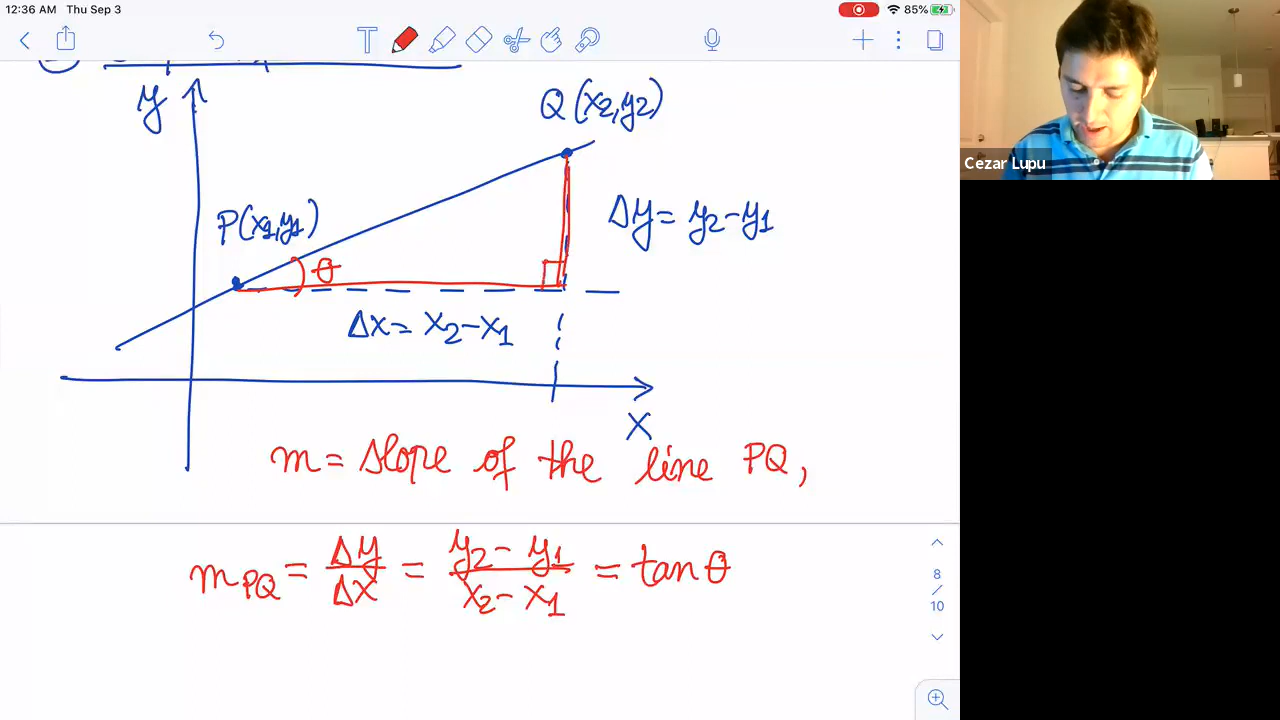 12:36 AM Thu Sep 3
85%
T
y
Q(x2,y2)
P(x1,y1)
θ
Δy = y2 - y1
Δx = x2 - x1
x
m = slope of the line PQ,
mPQ = Δy/Δx = y2 - y1/x2 - x1 = tan θ
Cezar Lupu
8
/
10